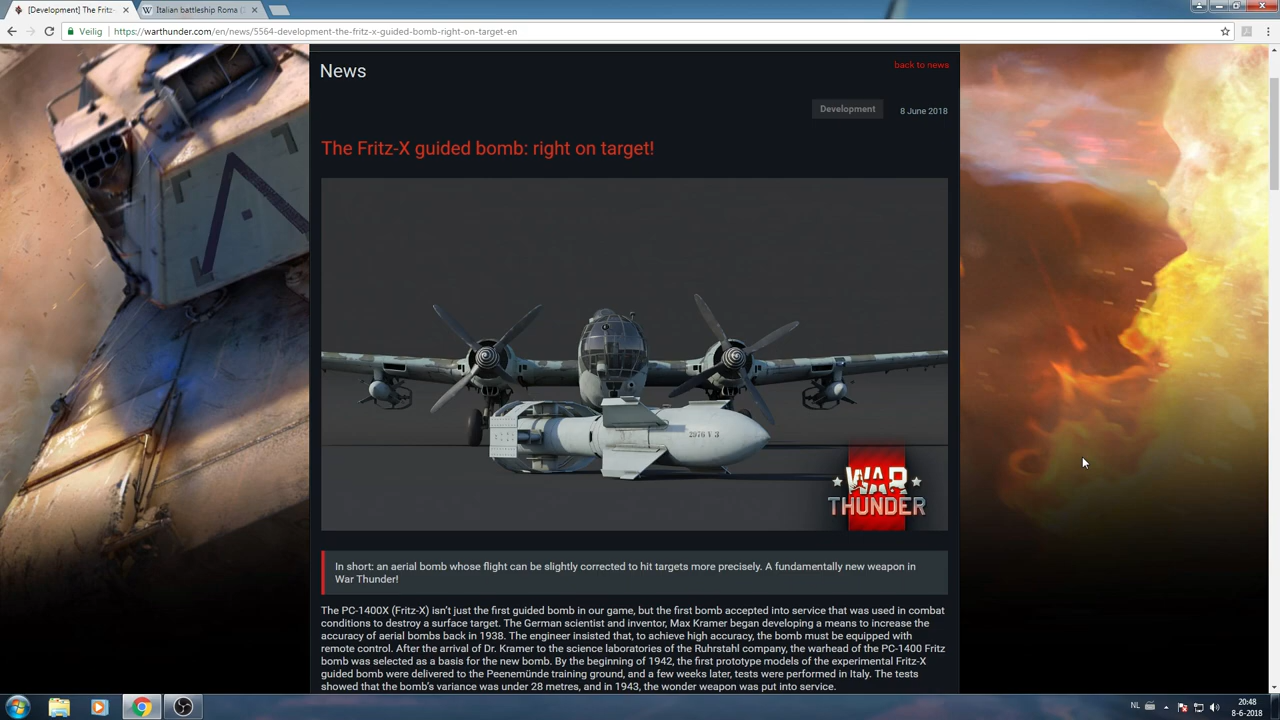 [Development] The Fritz-
Italian battleship Roma (
Veilig
https://warthunder.com/en/news/5564-development-the-fritz-x-guided-bomb-right-on-target-en
News
back to news
Development
8 June 2018
The Fritz-X guided bomb: right on target!
2976 V 3
WAR
THUNDER
In short: an aerial bomb whose flight can be slightly corrected to hit targets more precisely. A fundamentally new weapon in
War Thunder!
The PC-1400X (Fritz-X) isn't just the first guided bomb in our game, but the first bomb accepted into service that was used in combat
conditions to destroy a surface target. The German scientist and inventor, Max Kramer began developing a means to increase the
accuracy of aerial bombs back in 1938. The engineer insisted that, to achieve high accuracy, the bomb must be equipped with
remote control. After the arrival of Dr. Kramer to the science laboratories of the Ruhrstahl company, the warhead of the PC-1400 Fritz
bomb was selected as a basis for the new bomb. By the beginning of 1942, the first prototype models of the experimental Fritz-X
guided bomb were delivered to the Peenemünde training ground, and a few weeks later, tests were performed in Italy. The tests
showed that the bomb's variance was under 28 metres, and in 1943, the wonder weapon was put into service.
NL
20:48
8-6-2018